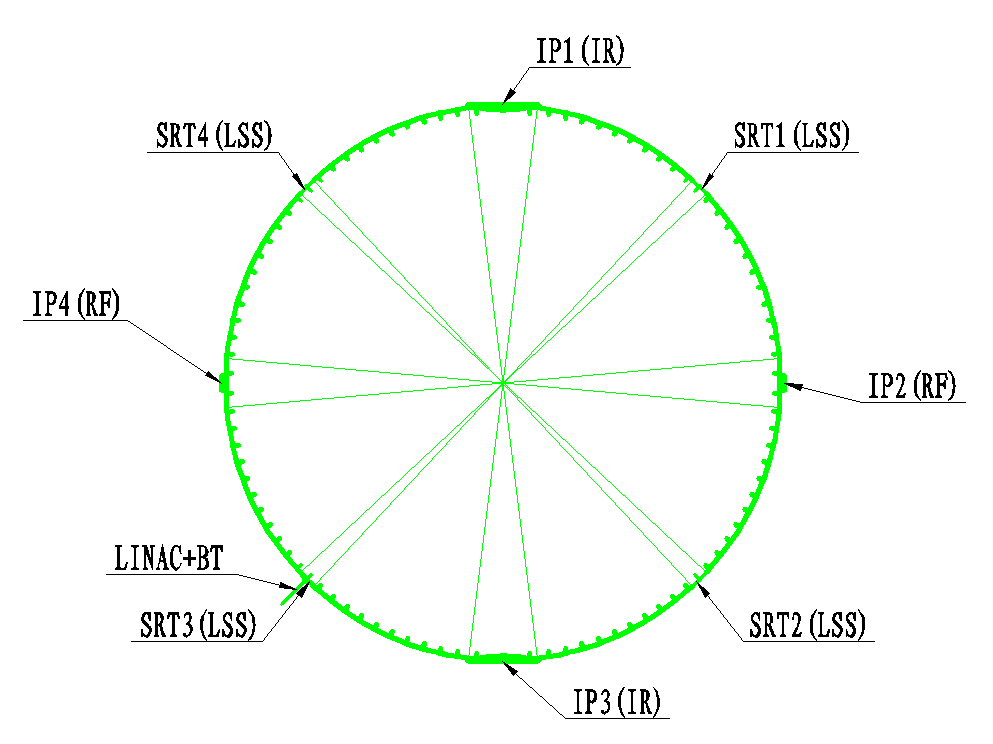 IP1 (IR)
SRT4 (LSS)
SRT1 (LSS)
IP4 (RF)
IP2 (RF)
LINAC+BT
SRT3 (LSS)
SRT2 (LSS)
IP3 (IR)